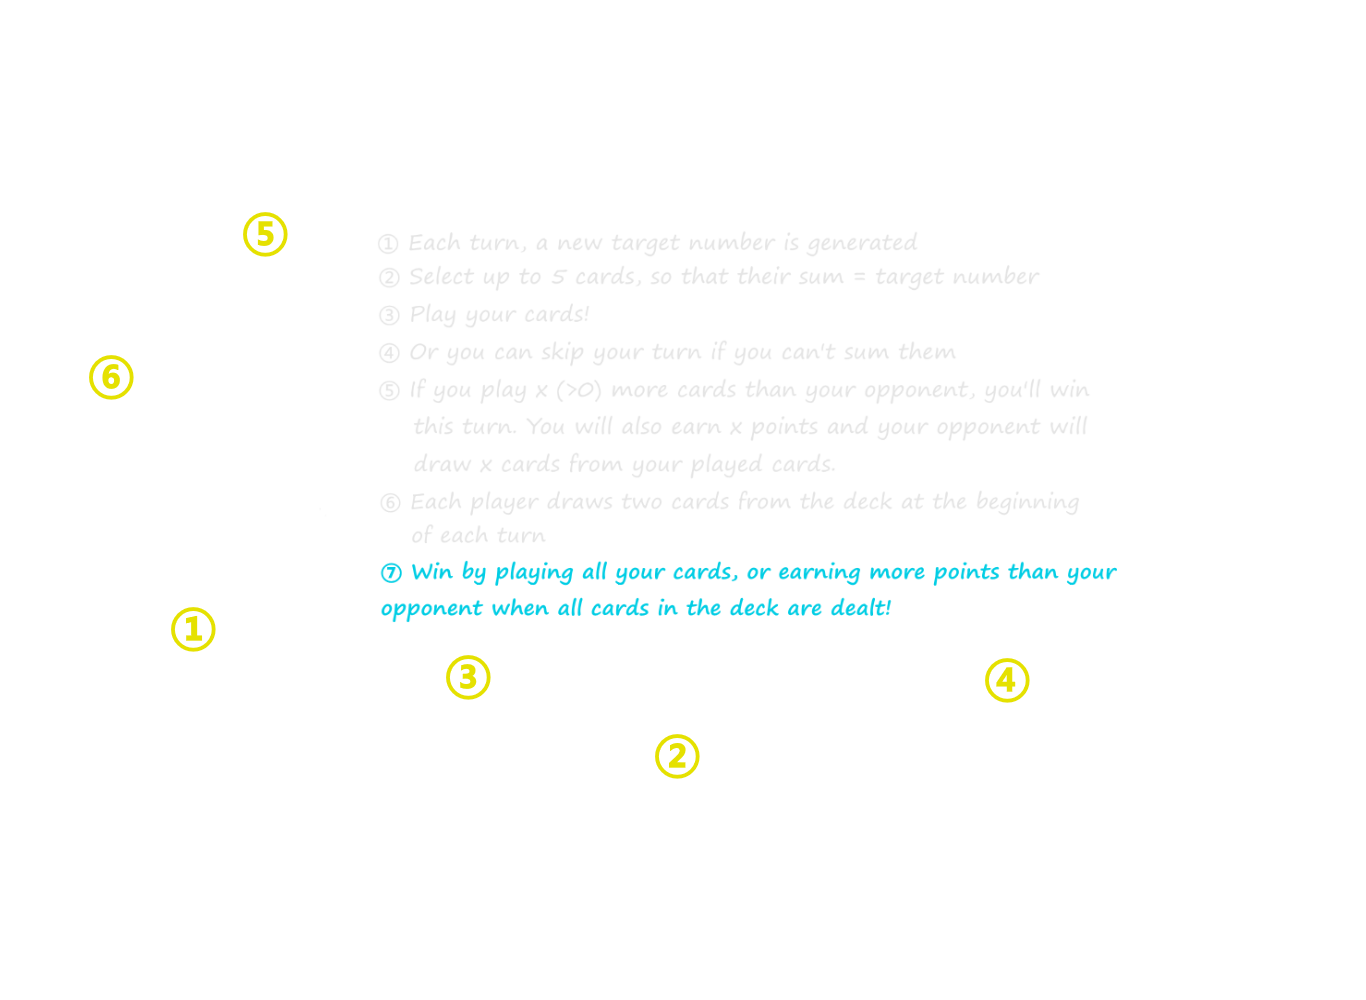 ⑤
① Each turn, a new target number is generated
② Select up to 5 cards, so that their sum = target number
③ Play your cards!
④ Or you can skip your turn if you can't sum them
⑥
⑤ If you play x (>0) more cards than your opponent, you'll win
this turn. You will also earn x points and your opponent will
draw x cards from your played cards.
⑥ Each player draws two cards from the deck at the beginning
of each turn
⑦ Win by playing all your cards, or earning more points than your
opponent when all cards in the deck are dealt!
①
③
④
②